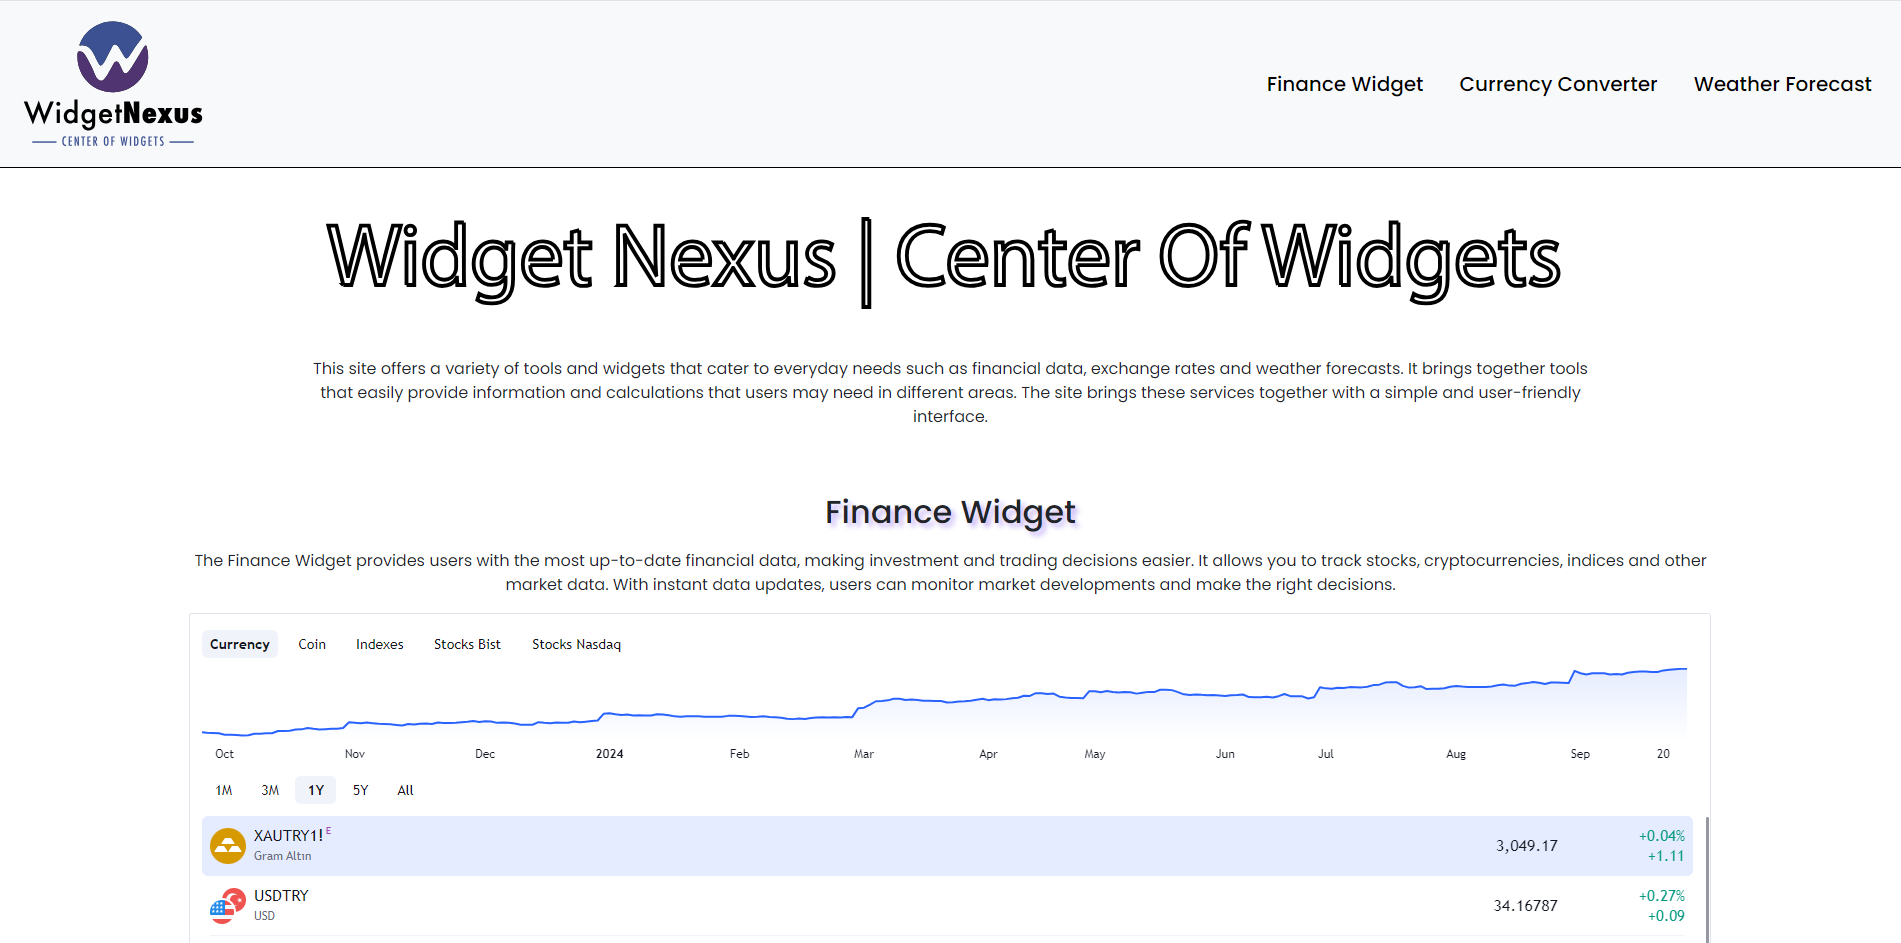 WidgetNexus
CENTER OF WIDGETS
Finance Widget Currency Converter Weather Forecast
Widget Nexus | Center Of Widgets
This site offers a variety of tools and widgets that cater to everyday needs such as financial data, exchange rates and weather forecasts. It brings together tools
that easily provide information and calculations that users may need in different areas. The site brings these services together with a simple and user-friendly
interface.
Finance Widget
The Finance Widget provides users with the most up-to-date financial data, making investment and trading decisions easier. It allows you to track stocks, cryptocurrencies, indices and other
market data. With instant data updates, users can monitor market developments and make the right decisions.
Currency Coin Indexes Stocks Bist Stocks Nasdaq
Oct Nov Dec 2024 Feb Mar Apr May Jun Jul Aug Sep 20
1M 3M 1Y 5Y All
XAUTRY1! E
Gram Altın
3,049.17
+0.04%
+1.11
USDTRY
USD
34.16787
+0.27%
+0.09